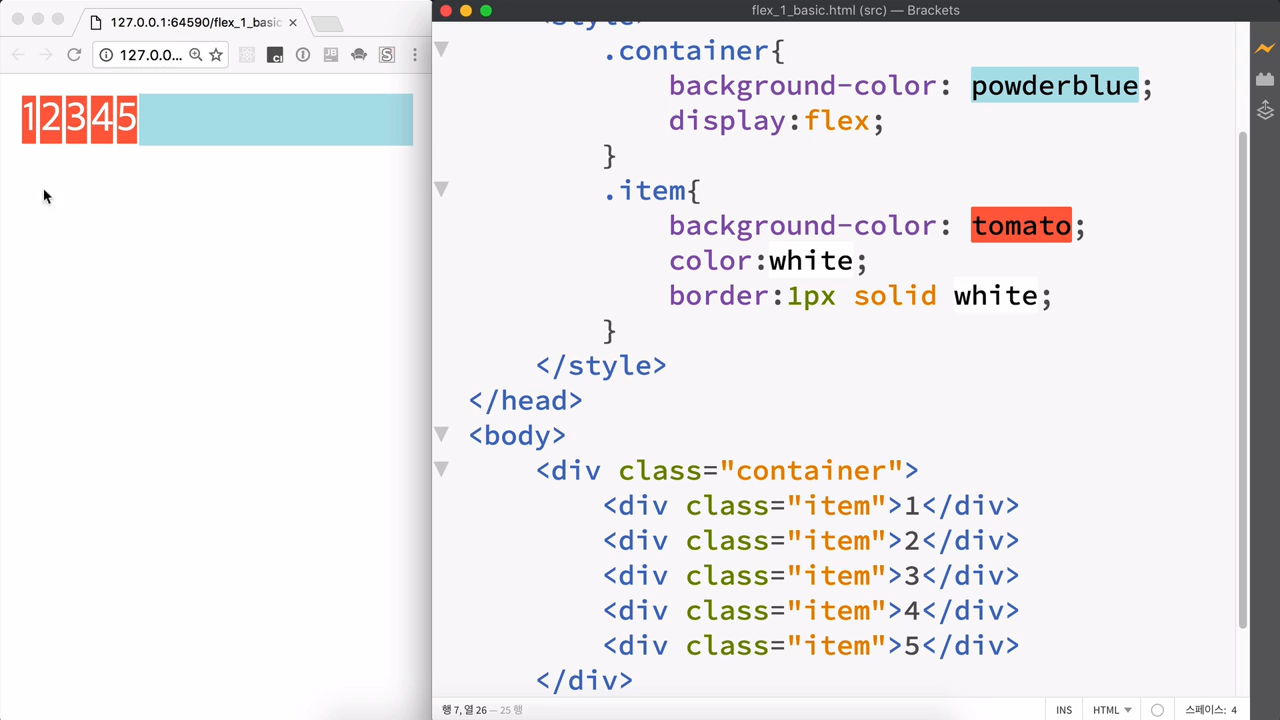 127.0.0.1:64590/flex_1_basic
127.0.0...
12345
flex_1_basic.html (src) — Brackets
<style>
.container{
background-color: powderblue;
display:flex;
}
.item{
background-color: tomato;
color:white;
border:1px solid white;
}
</style>
</head>
<body>
<div class="container">
<div class="item">1</div>
<div class="item">2</div>
<div class="item">3</div>
<div class="item">4</div>
<div class="item">5</div>
</div>
행 7, 열 26 — 25 행
INS
HTML
스페이스: 4